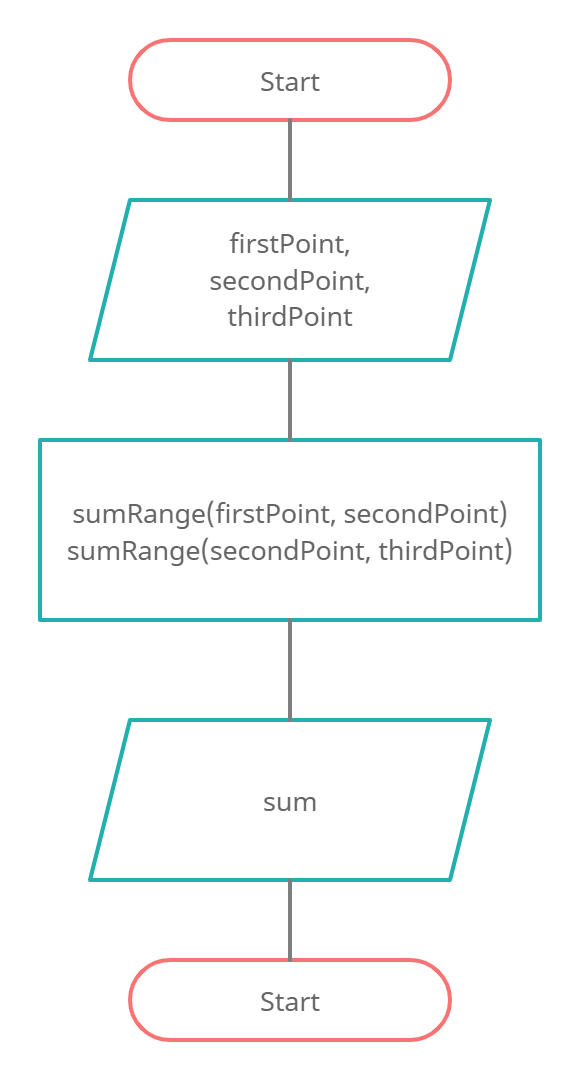 Start
firstPoint,
secondPoint,
thirdPoint
sumRange(firstPoint, secondPoint)
sumRange(secondPoint, thirdPoint)
sum
Start